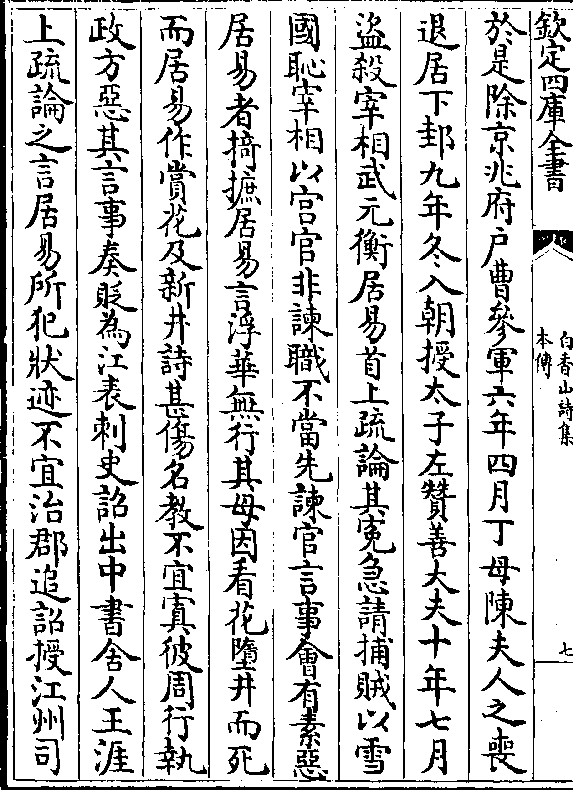 欽定四庫全書
白香山詩集
本傳
七
於是除京兆府戶曹參軍六年四月丁母陳夫人之喪
退居下邽九年冬入朝授太子左贊善大夫十年七月
盜殺宰相武元衡居易首上疏論其寃急請捕賊以雪
國恥宰相以宮官非諫職不當先諫官言事會有素惡
居易者掎摭居易言浮華無行其母因看花墮井而死
而居易作賞花及新井詩甚傷名教不宜寘彼周行執
政方惡其言事奏貶為江表刺史詔出中書舍人王涯
上疏論之言居易所犯狀迹不宜治郡追詔授江州司